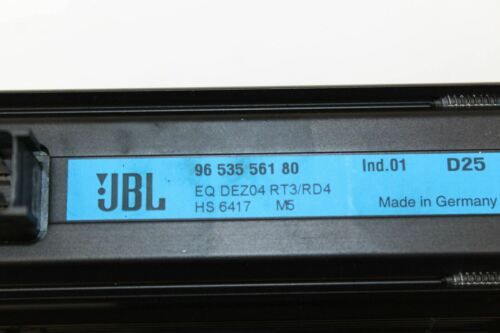 JBL
96 535 561 80 Ind.01 D25
EQ DEZ04 RT3/RD4
HS 6417 M5 Made in Germany